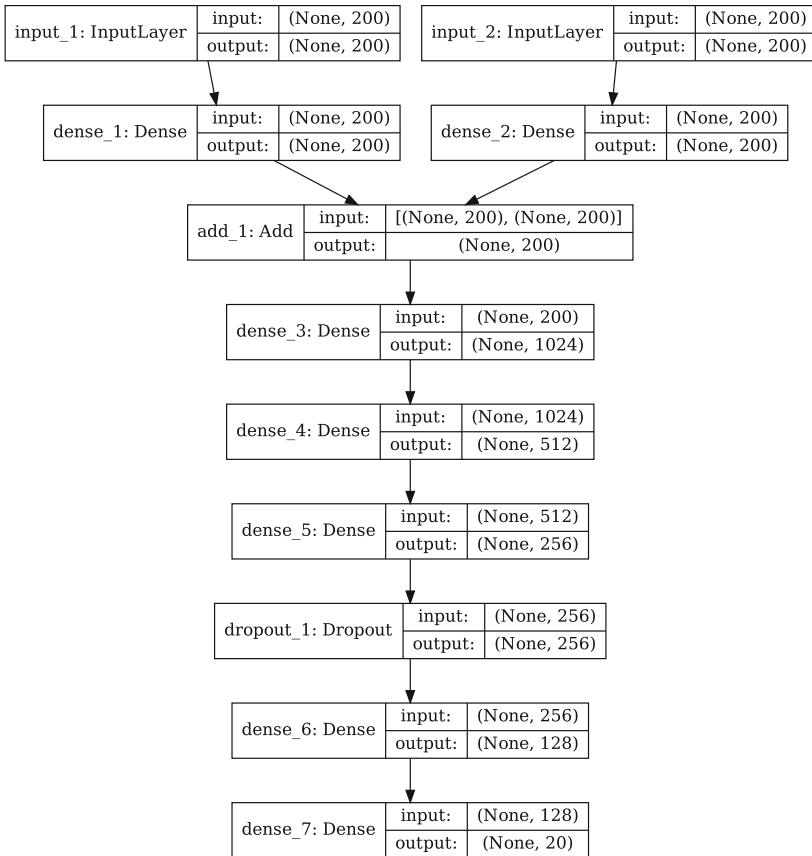 input_1: InputLayer input: (None, 200)
output: (None, 200)
input_2: InputLayer input: (None, 200)
output: (None, 200)
dense_1: Dense input: (None, 200)
output: (None, 200)
dense_2: Dense input: (None, 200)
output: (None, 200)
add_1: Add input: [(None, 200), (None, 200)]
output: (None, 200)
dense_3: Dense input: (None, 200)
output: (None, 1024)
dense_4: Dense input: (None, 1024)
output: (None, 512)
dense_5: Dense input: (None, 512)
output: (None, 256)
dropout_1: Dropout input: (None, 256)
output: (None, 256)
dense_6: Dense input: (None, 256)
output: (None, 128)
dense_7: Dense input: (None, 128)
output: (None, 20)